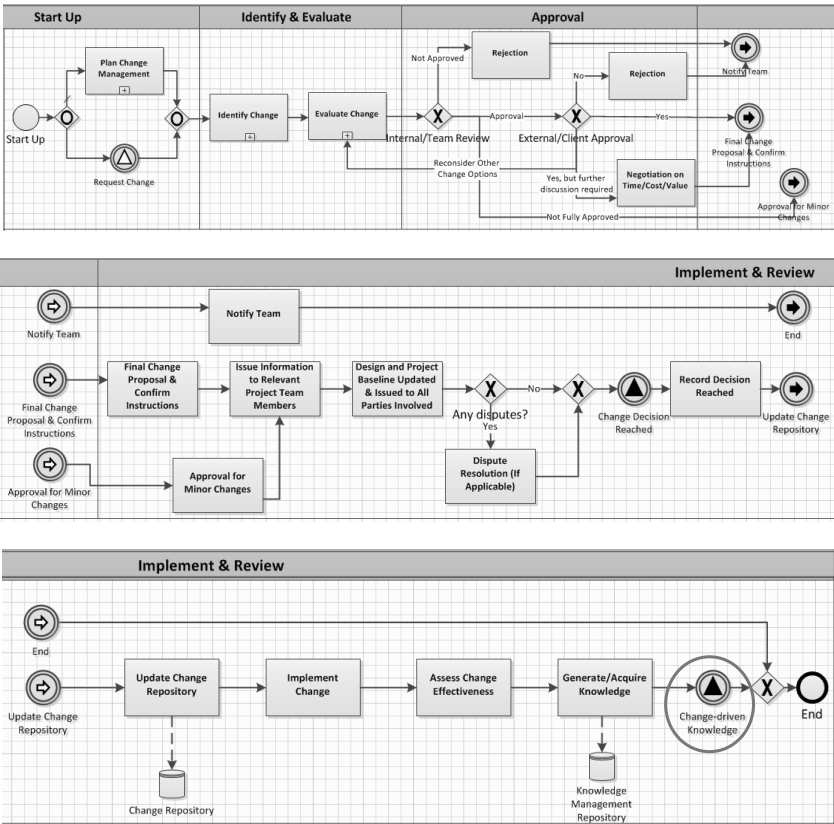 Start Up
Identify & Evaluate
Approval
Plan Change
Management
Start Up
Request Change
Identify Change
Evaluate Change
Not Approved
Rejection
Internal/Team Review
Approval
External/Client Approval
No
Rejection
Yes
Reconsider Other
Change Options
Yes, but further
discussion required
Negotiation on
Time/Cost/Value
Not Fully Approved
Notify Team
Final Change
Proposal & Confirm
Instructions
Approval for Minor
Changes
Implement & Review
Notify Team
Notify Team
End
Final Change
Proposal & Confirm
Instructions
Final Change
Proposal &
Confirm
Instructions
Issue Information
to Relevant
Project Team
Members
Design and Project
Baseline Updated
& Issued to All
Parties Involved
Any disputes?
No
Yes
Dispute
Resolution (If
Applicable)
Change Decision
Reached
Record Decision
Reached
Update Change
Repository
Approval for Minor
Changes
Approval for
Minor Changes
Implement & Review
End
Update Change
Repository
Update Change
Repository
Implement
Change
Assess Change
Effectiveness
Generate/Acquire
Knowledge
Change-driven
Knowledge
End
Change Repository
Knowledge
Management
Repository